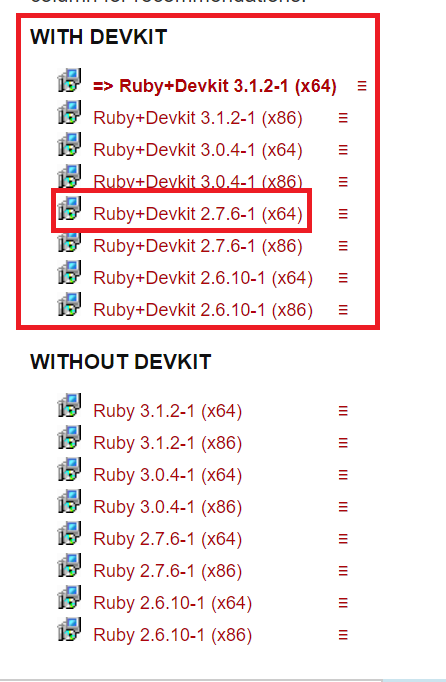 column for recommendations.
WITH DEVKIT
=> Ruby+Devkit 3.1.2-1 (x64) ≡
Ruby+Devkit 3.1.2-1 (x86) ≡
Ruby+Devkit 3.0.4-1 (x64) ≡
Ruby+Devkit 3.0.4-1 (x86) ≡
Ruby+Devkit 2.7.6-1 (x64) ≡
Ruby+Devkit 2.7.6-1 (x86) ≡
Ruby+Devkit 2.6.10-1 (x64) ≡
Ruby+Devkit 2.6.10-1 (x86) ≡
WITHOUT DEVKIT
Ruby 3.1.2-1 (x64) ≡
Ruby 3.1.2-1 (x86) ≡
Ruby 3.0.4-1 (x64) ≡
Ruby 3.0.4-1 (x86) ≡
Ruby 2.7.6-1 (x64) ≡
Ruby 2.7.6-1 (x86) ≡
Ruby 2.6.10-1 (x64) ≡
Ruby 2.6.10-1 (x86) ≡